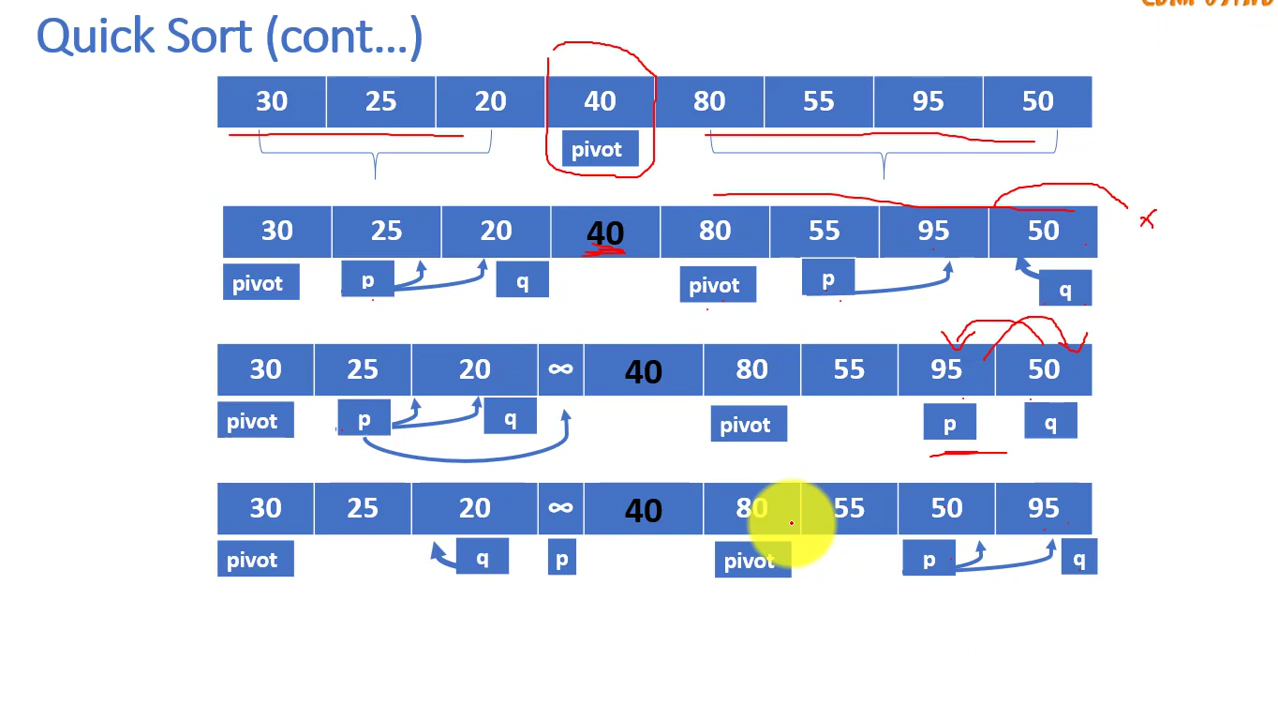 Quick Sort (cont...)
30 25 20 40 80 55 95 50
pivot
30 25 20 40 80 55 95 50
pivot p q pivot p q
30 25 20 ∞ 40 80 55 95 50
pivot p q pivot p q
30 25 20 ∞ 40 80 55 50 95
pivot q p pivot p q